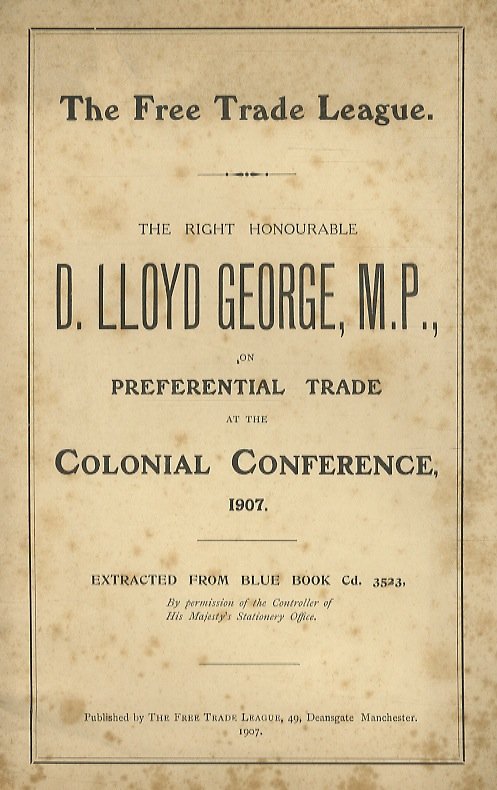 The Free Trade League.
THE RIGHT HONOURABLE
D. LLOYD GEORGE, M.P.,
ON
PREFERENTIAL TRADE
AT THE
COLONIAL CONFERENCE,
1907.
EXTRACTED FROM BLUE BOOK Cd. 3523,
By permission of the Controller of
His Majesty's Stationery Office.
Published by THE FREE TRADE LEAGUE, 49, Deansgate Manchester.
1907.